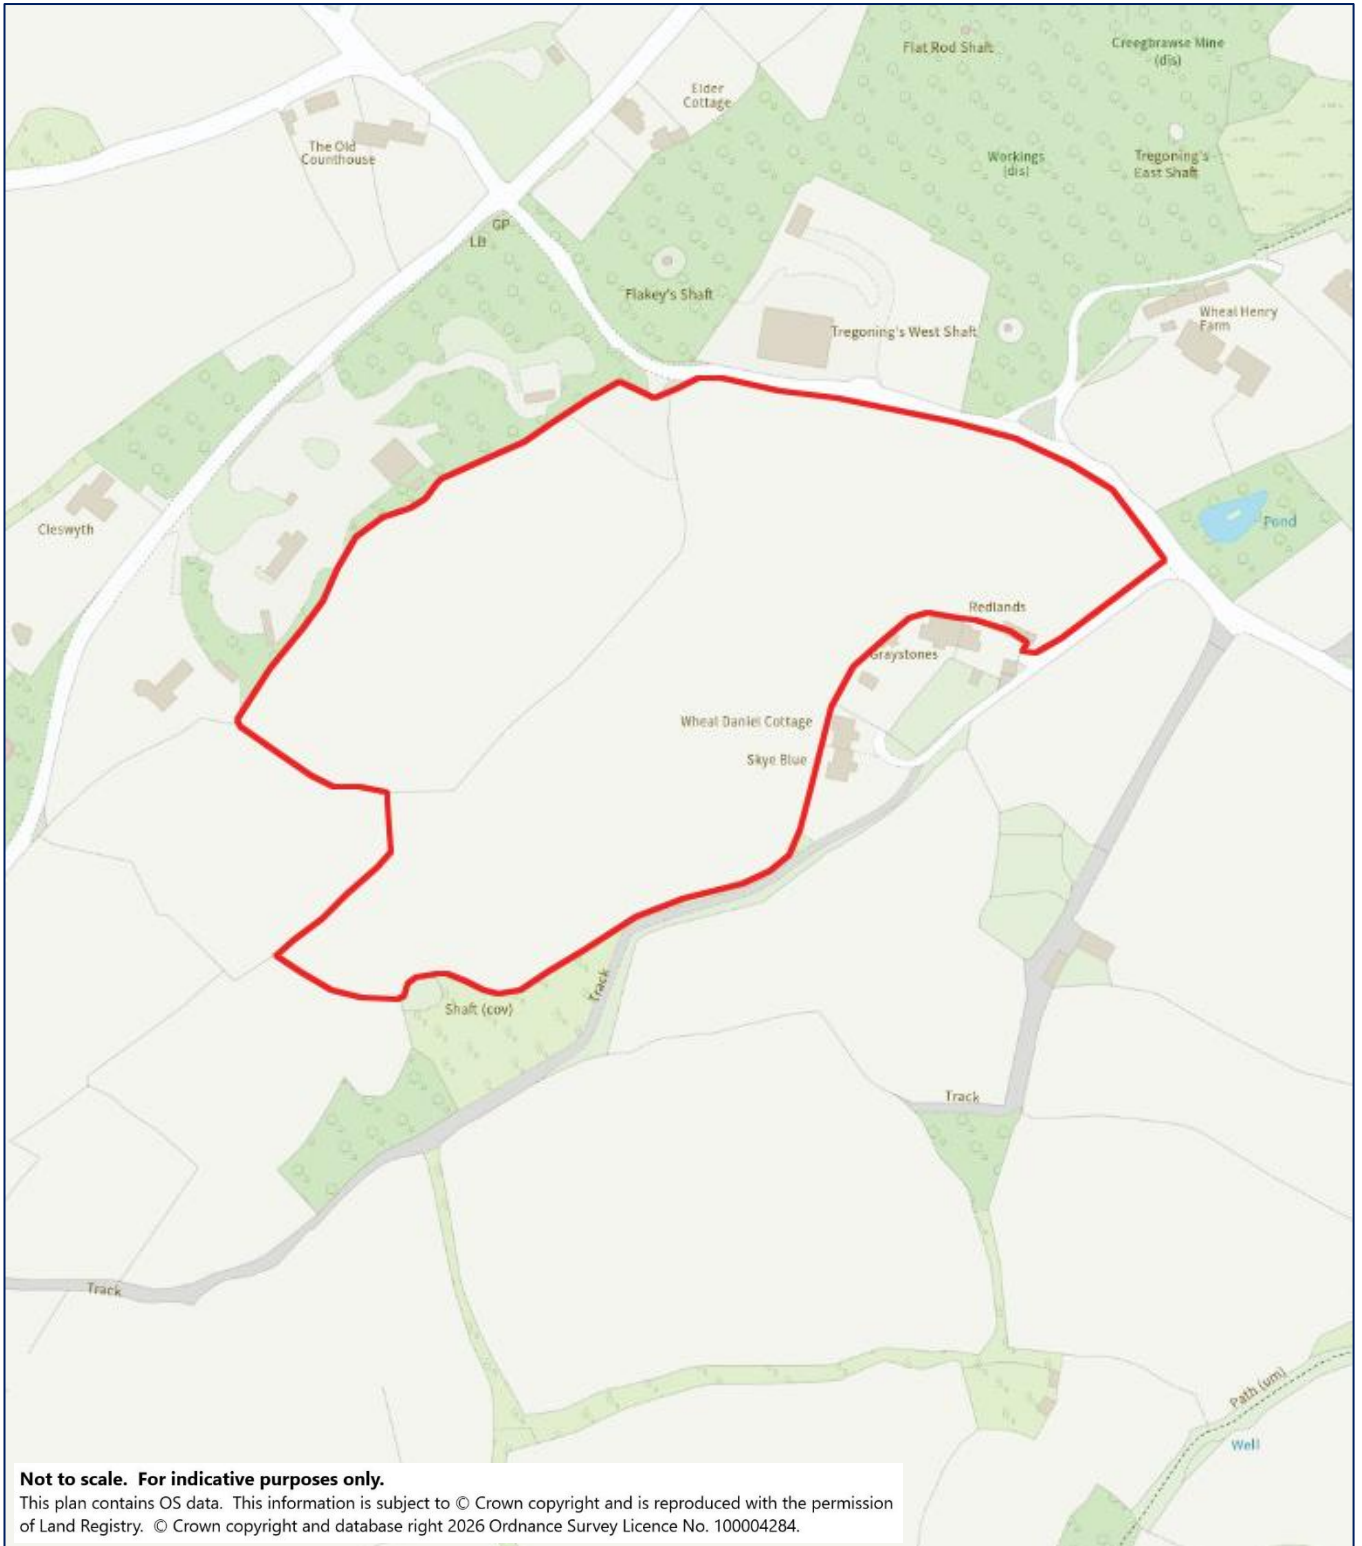 Flat Rod Shaft
Creegbrawse Mine
(dis)
Elder
Cottage
The Old
Counthouse
Workings
(dis)
Tregoning's
East Shaft
GP
LB
Flakey's Shaft
Tregoning's West Shaft
Wheal Henry
Farm
Cleswyth
Pond
Redlands
Graystones
Wheal Daniel Cottage
Skye Blue
Track
Shaft (cov)
Track
Track
Path (um)
Well
Not to scale. For indicative purposes only.
This plan contains OS data. This information is subject to © Crown copyright and is reproduced with the permission
of Land Registry. © Crown copyright and database right 2026 Ordnance Survey Licence No. 100004284.